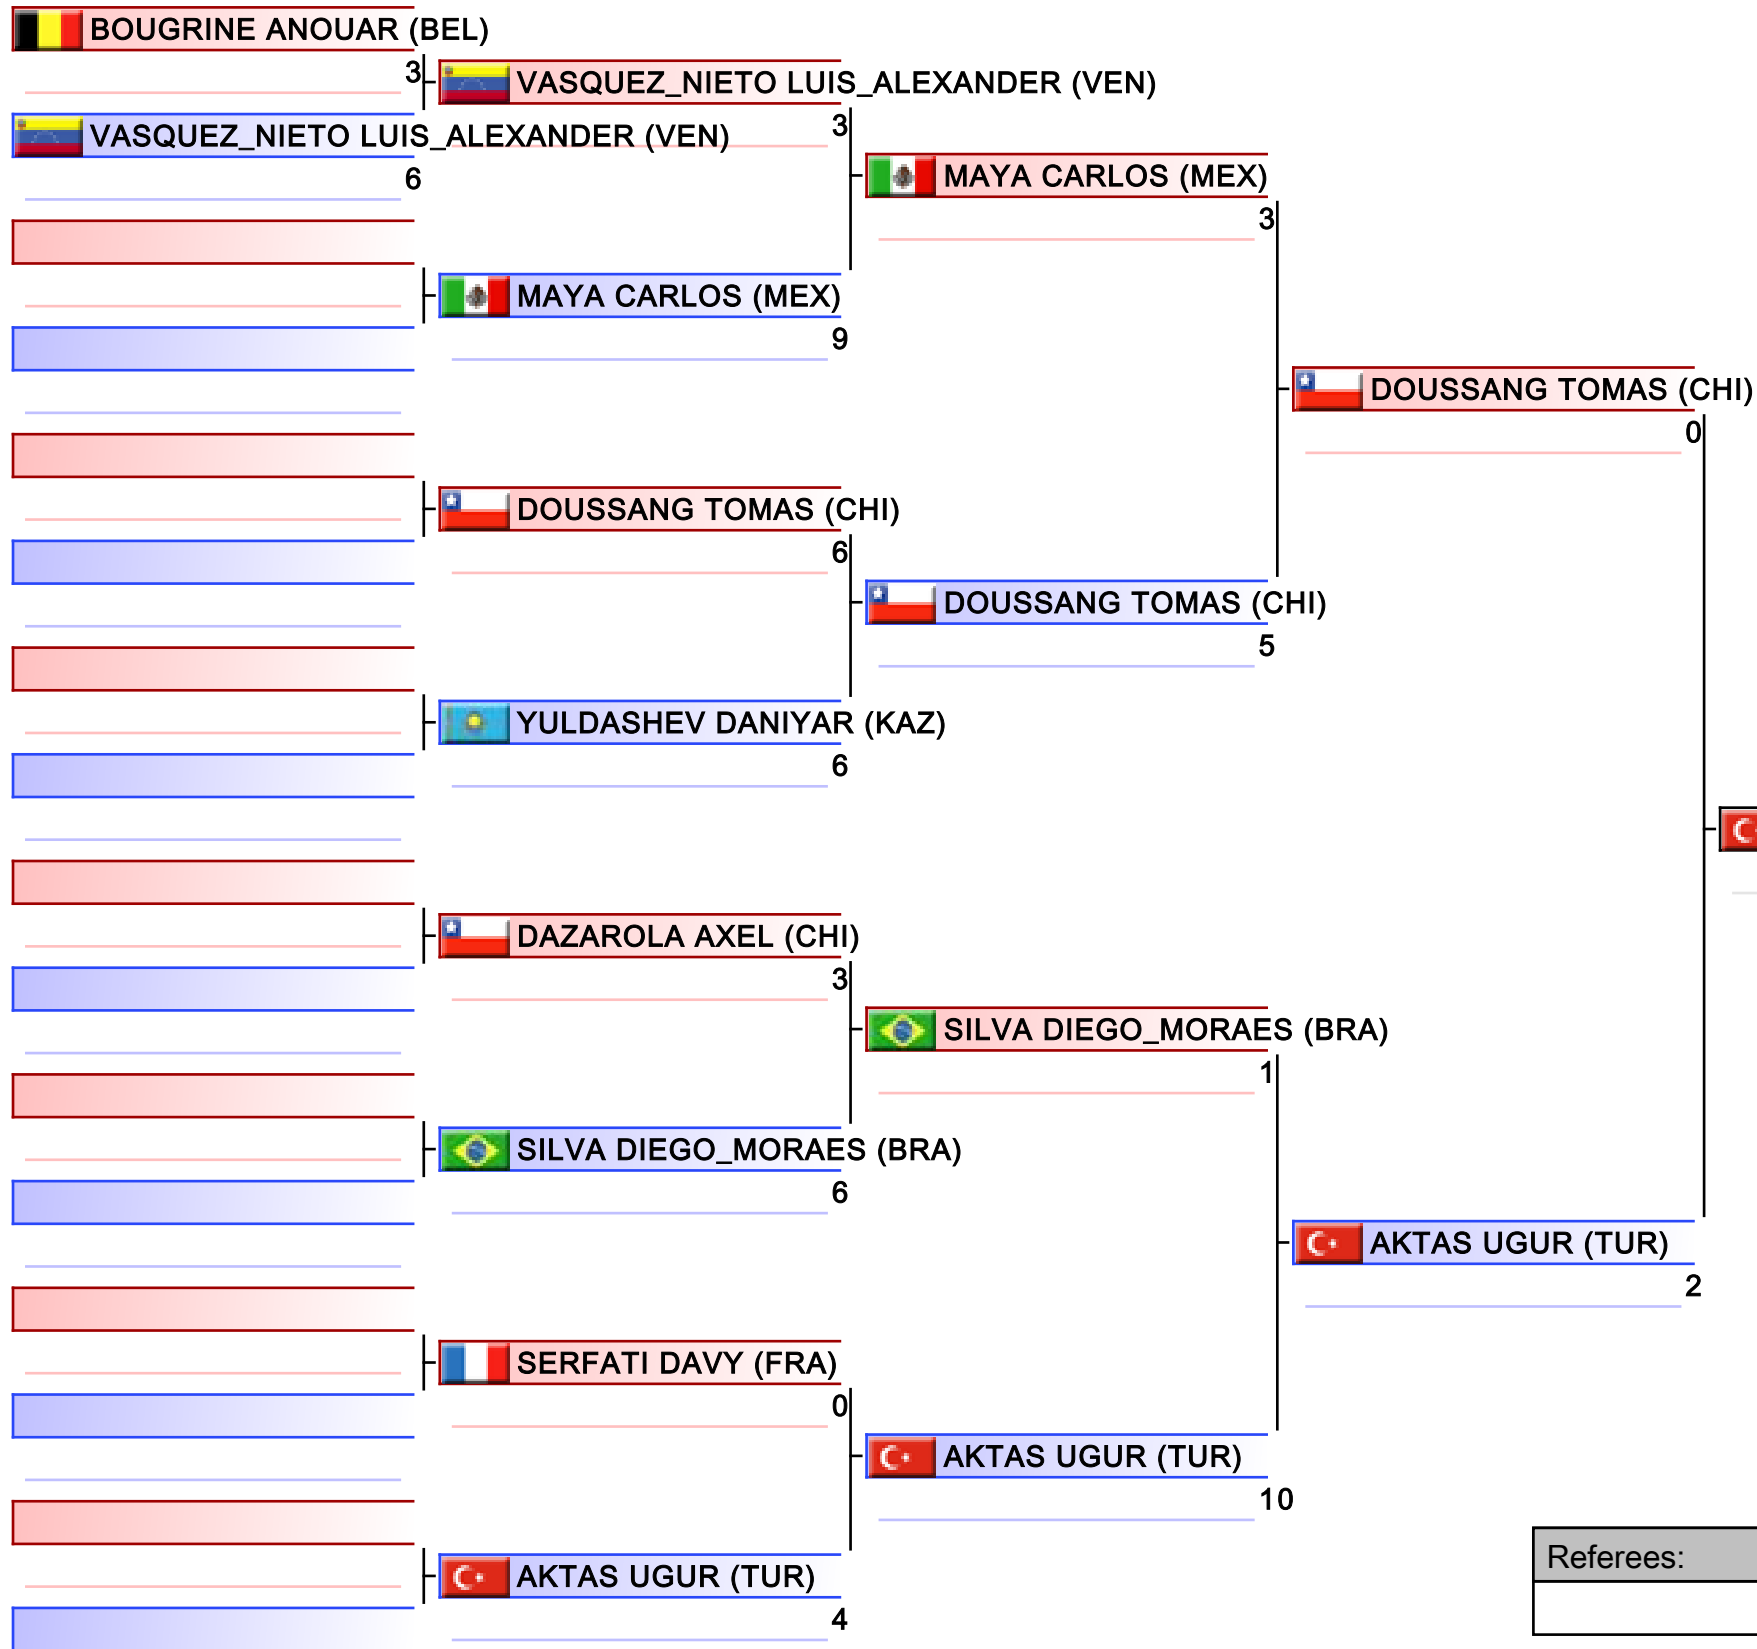 BOUGRINE ANOUAR (BEL)
3
VASQUEZ_NIETO LUIS_ALEXANDER (VEN)
6
VASQUEZ_NIETO LUIS_ALEXANDER (VEN)
3
MAYA CARLOS (MEX)
9
DOUSSANG TOMAS (CHI)
6
YULDASHEV DANIYAR (KAZ)
6
DAZAROLA AXEL (CHI)
3
SILVA DIEGO_MORAES (BRA)
6
SERFATI DAVY (FRA)
0
AKTAS UGUR (TUR)
4
MAYA CARLOS (MEX)
3
DOUSSANG TOMAS (CHI)
5
SILVA DIEGO_MORAES (BRA)
1
AKTAS UGUR (TUR)
10
DOUSSANG TOMAS (CHI)
0
AKTAS UGUR (TUR)
2
Referees: